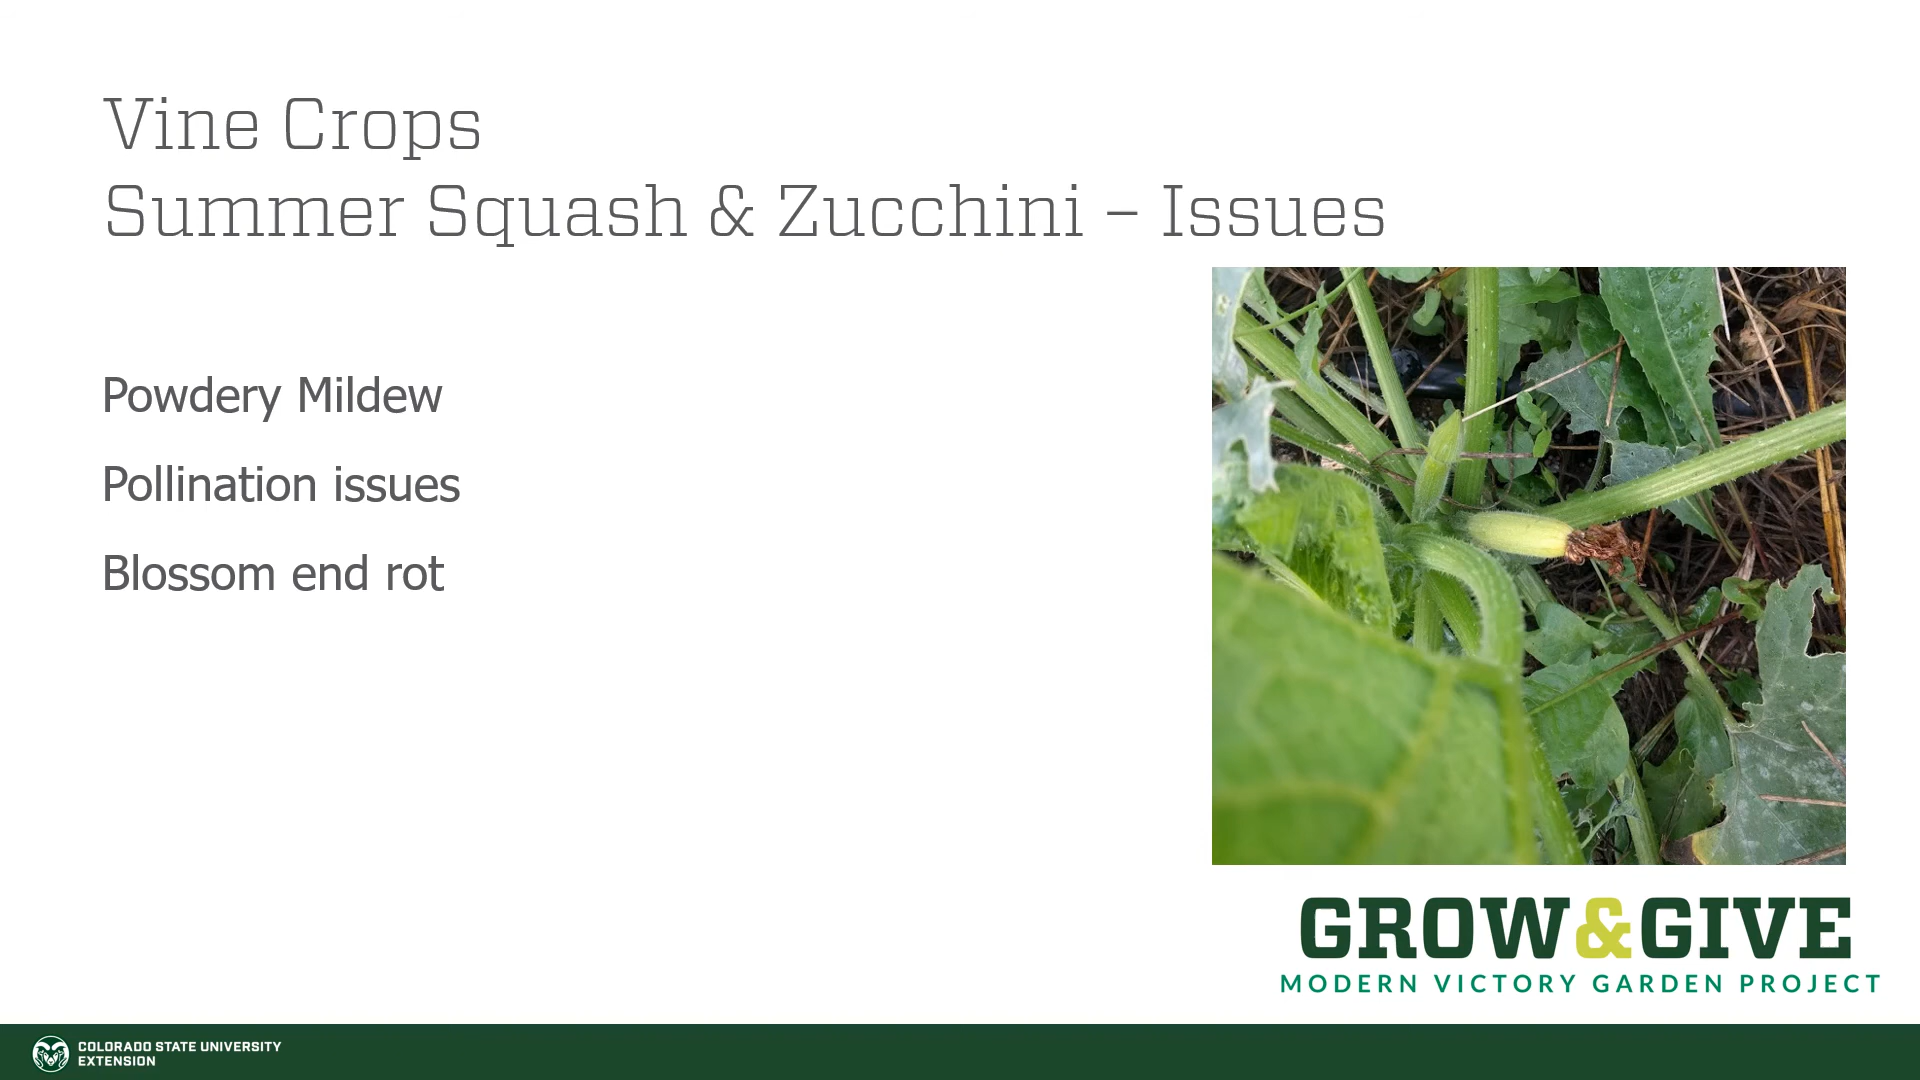 Vine Crops
Summer Squash & Zucchini – Issues
Powdery Mildew
Pollination issues
Blossom end rot
GROW&GIVE
MODERN VICTORY GARDEN PROJECT
COLORADO STATE UNIVERSITY
EXTENSION